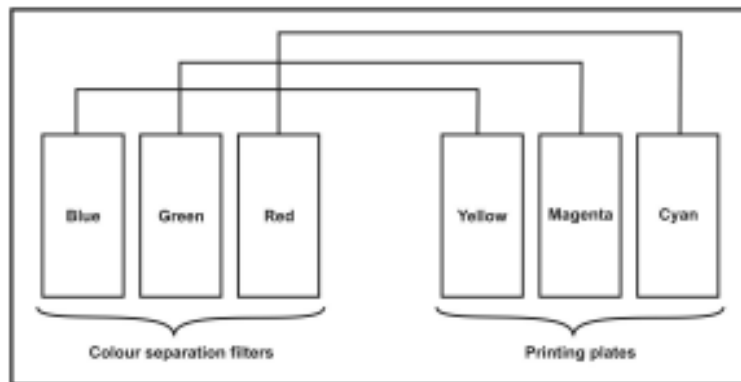 Blue Green Red Yellow Magenta Cyan
Colour separation filters Printing plates